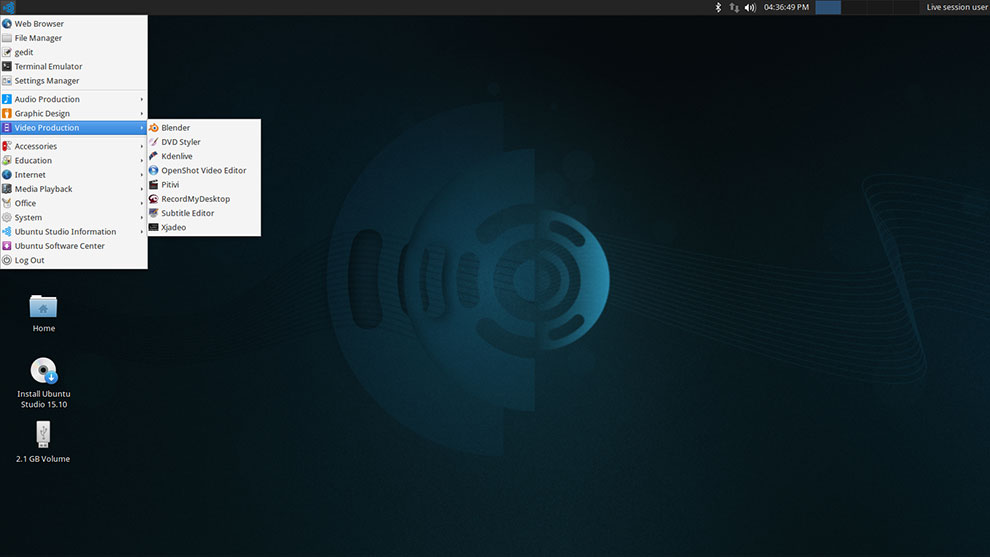 04:36:49 PM
Live session user
Web Browser
File Manager
gedit
Terminal Emulator
Settings Manager
Audio Production
Graphic Design
Video Production
Accessories
Education
Internet
Media Playback
Office
System
Ubuntu Studio Information
Ubuntu Software Center
Log Out
Blender
DVD Styler
Kdenlive
OpenShot Video Editor
Pitivi
RecordMyDesktop
Subtitle Editor
Xjadeo
Home
Install Ubuntu
Studio 15.10
2.1 GB Volume